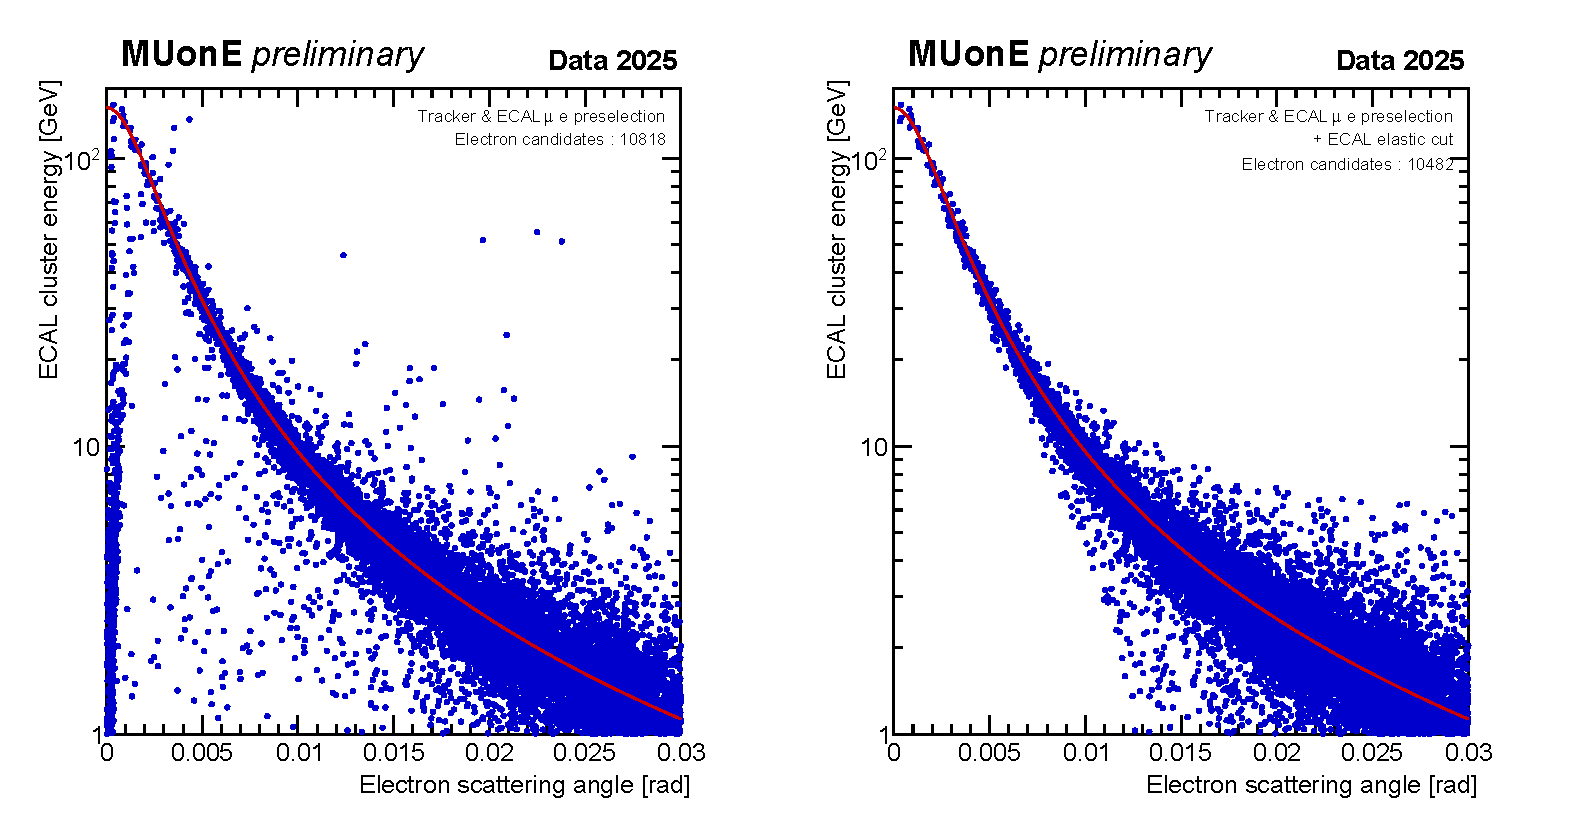 MUonE preliminary Data 2025
Tracker & ECAL μ e preselection
Electron candidates : 10818
ECAL cluster energy [GeV]
10²
10
1
0 0.005 0.01 0.015 0.02 0.025 0.03
Electron scattering angle [rad]
MUonE preliminary Data 2025
Tracker & ECAL μ e preselection
+ ECAL elastic cut
Electron candidates : 10482
ECAL cluster energy [GeV]
10²
10
1
0 0.005 0.01 0.015 0.02 0.025 0.03
Electron scattering angle [rad]